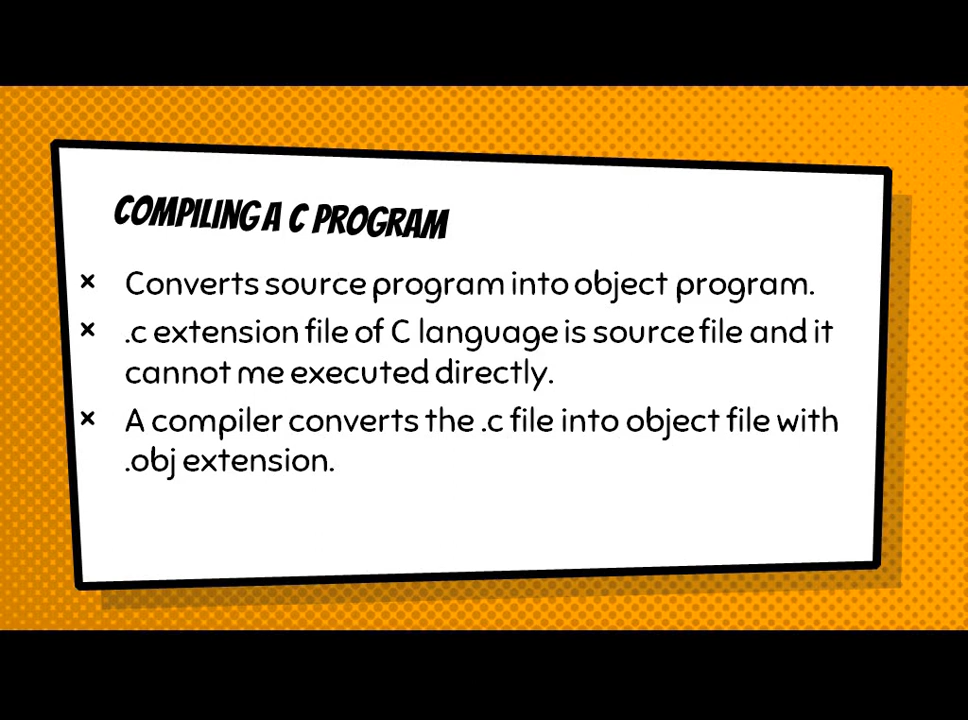 COMPILING A C PROGRAM
× Converts source program into object program.
× .c extension file of C language is source file and it
cannot me executed directly.
× A compiler converts the .c file into object file with
.obj extension.